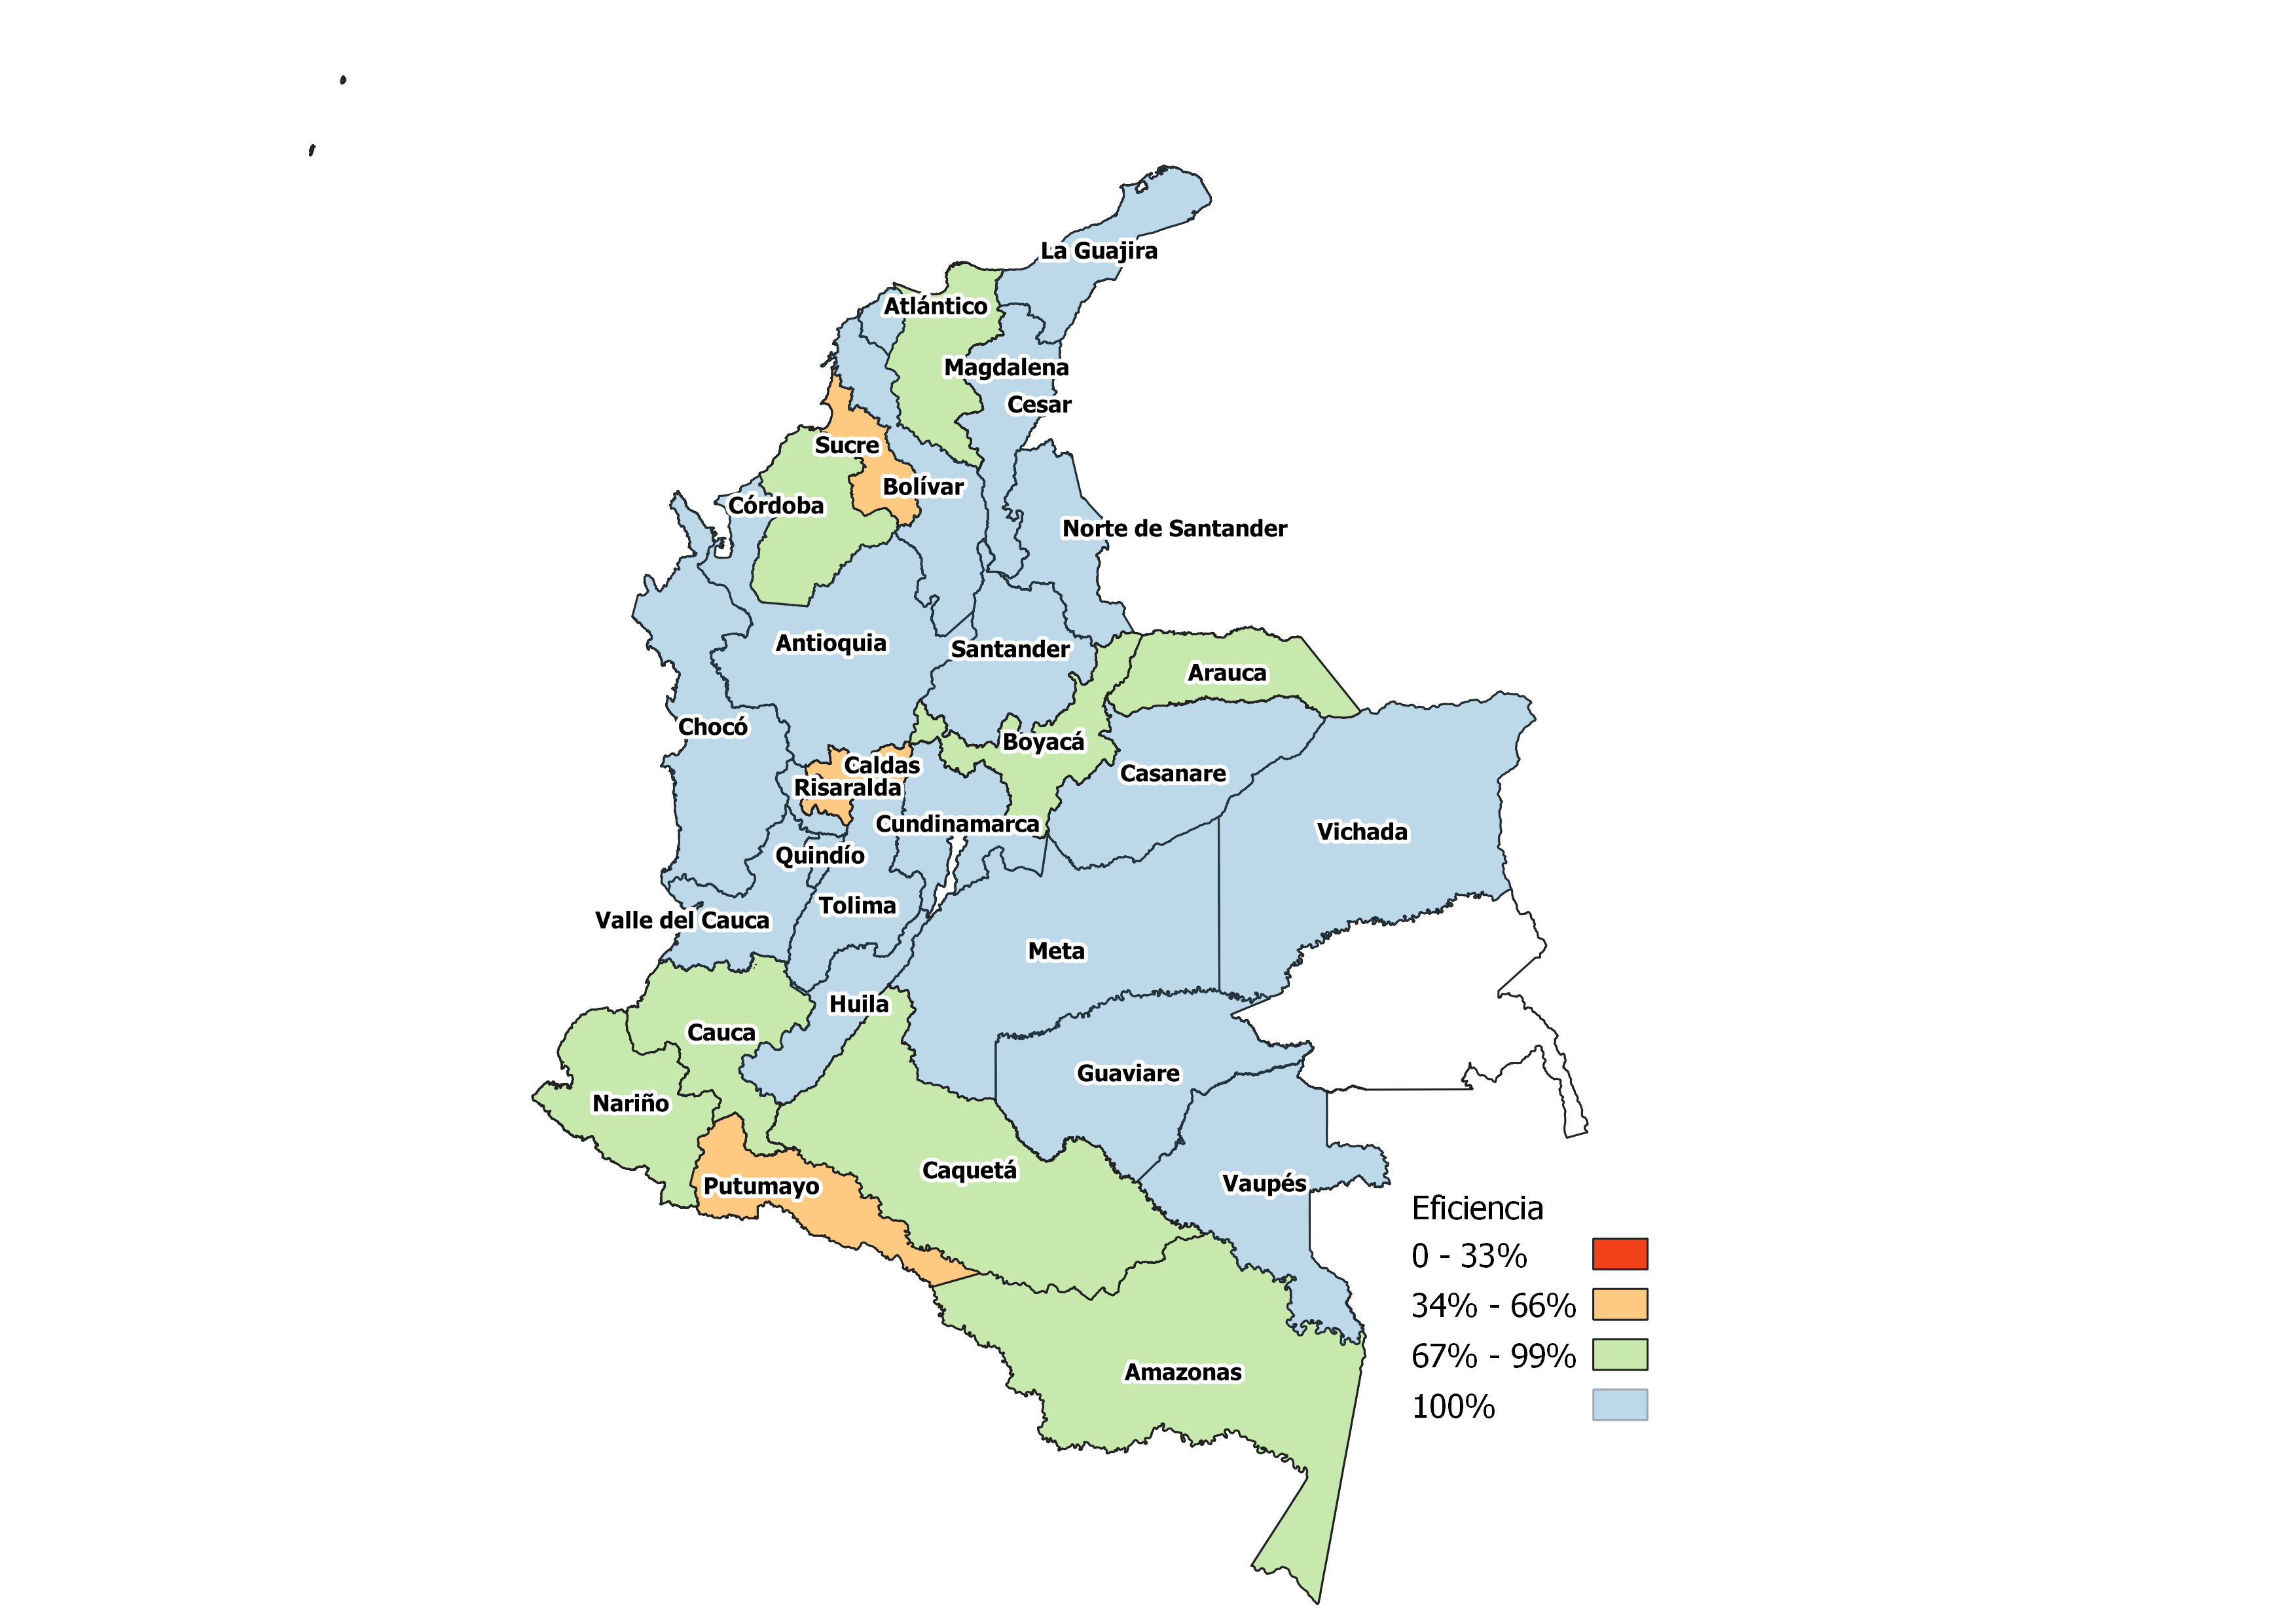 La Guajira
Atlántico
Magdalena
Cesar
Sucre
Bolívar
Córdoba
Norte de Santander
Antioquia
Santander
Arauca
Chocó
Boyacá
Caldas
Casanare
Risaralda
Cundinamarca
Vichada
Quindío
Tolima
Valle del Cauca
Meta
Huila
Cauca
Guaviare
Nariño
Caquetá
Vaupés
Putumayo
Amazonas
Eficiencia
0 - 33%
34% - 66%
67% - 99%
100%